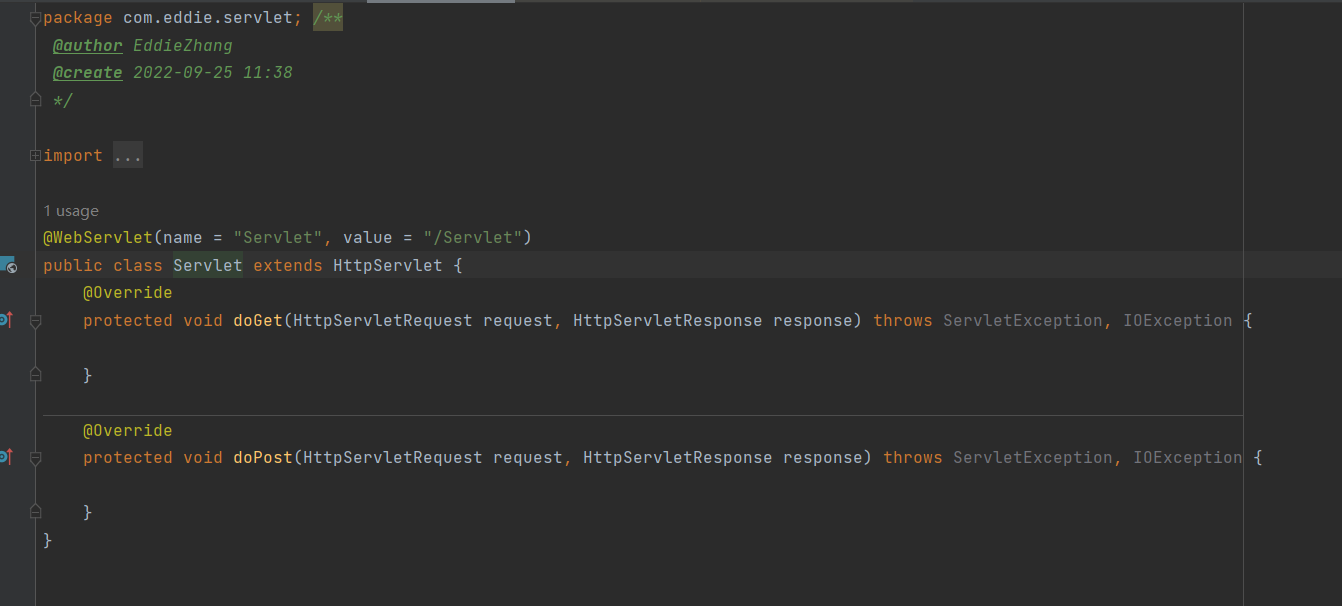 package com.eddie.servlet; /**
@author EddieZhang
@create 2022-09-25 11:38
*/
import ...
1 usage
@WebServlet(name = "Servlet", value = "/Servlet")
public class Servlet extends HttpServlet {
@Override
protected void doGet(HttpServletRequest request, HttpServletResponse response) throws ServletException, IOException {
}
@Override
protected void doPost(HttpServletRequest request, HttpServletResponse response) throws ServletException, IOException {
}
}